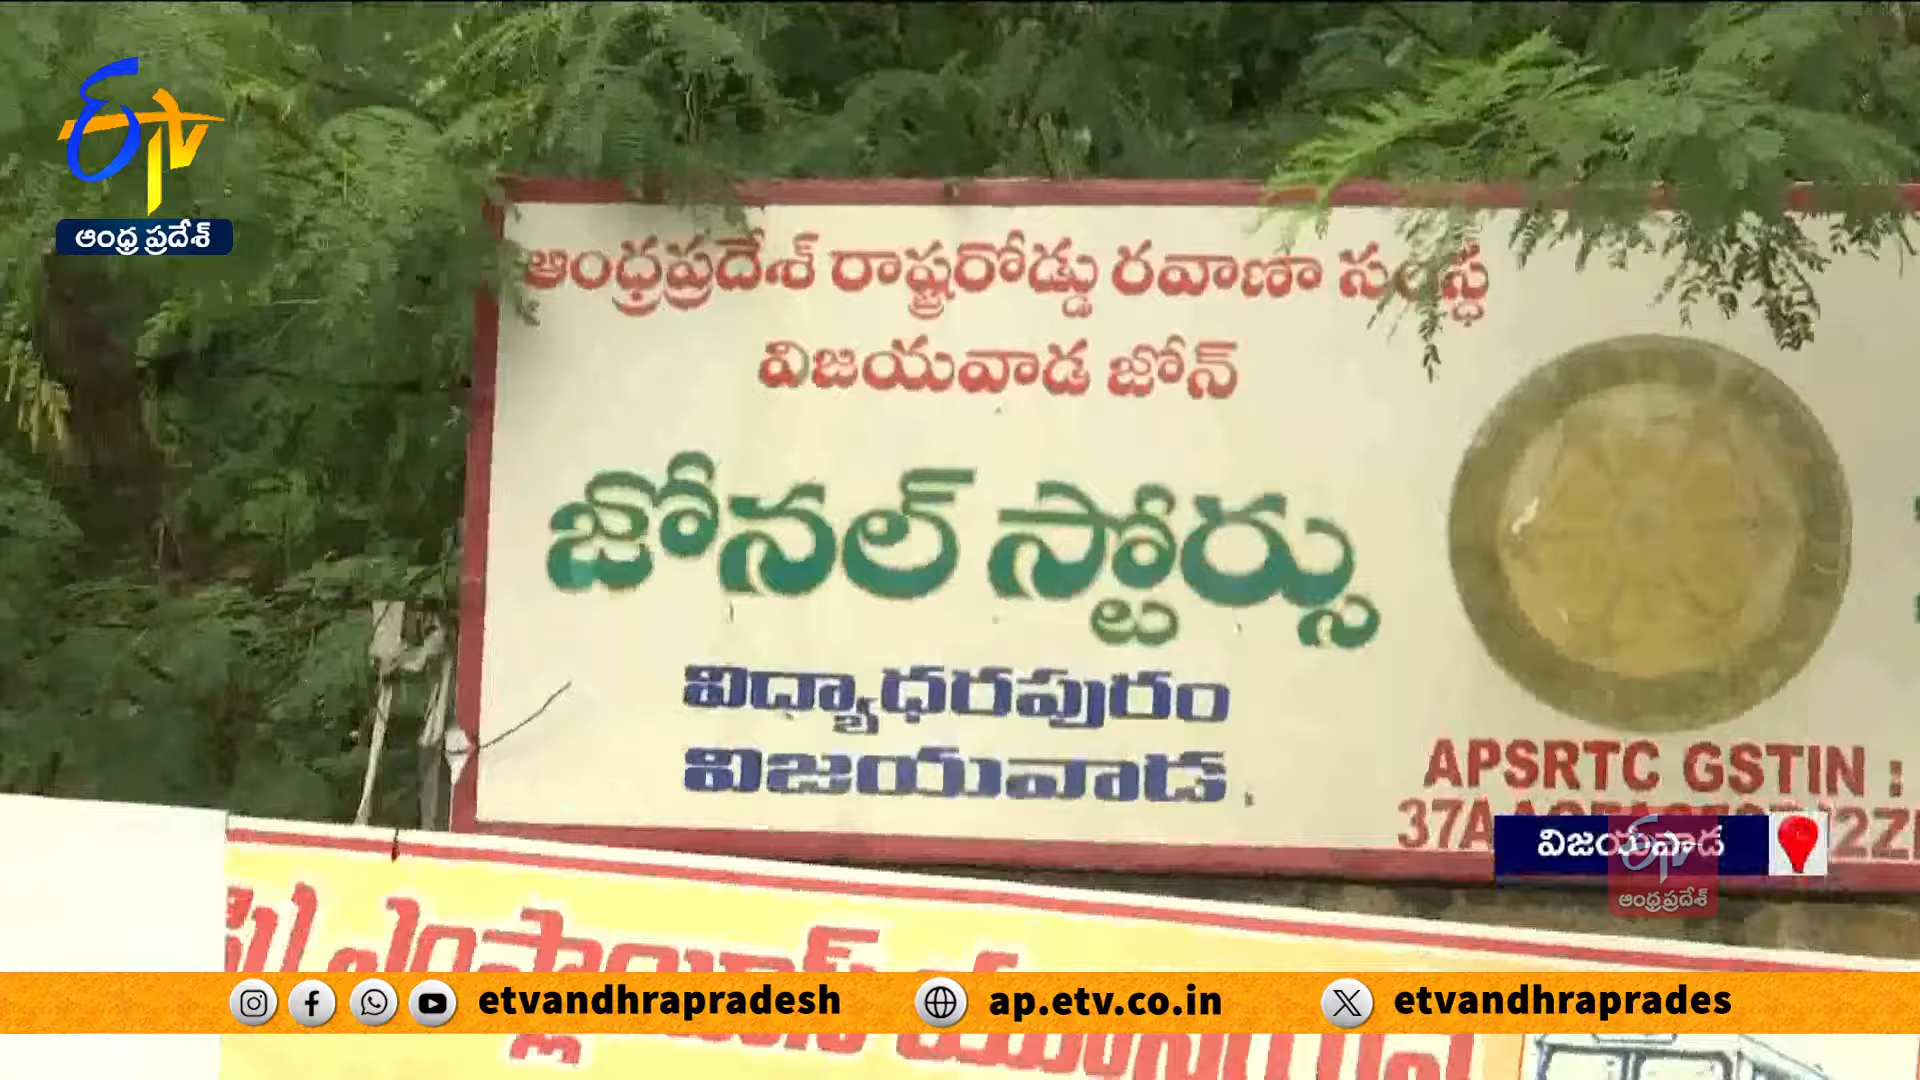 ETV
ఆంధ్ర ప్రదేశ్
ఆంధ్రప్రదేశ్ రాష్ట్రరోడ్డు రవాణా సంస్థ
విజయవాడ జోన్
జోనల్ స్టోర్సు
విద్యాధరపురం
విజయవాడ.
APSRTC GSTIN :
విజయవాడ
ఆంధ్రప్రదేశ్
ఎంప్లాయీస్
etvandhrapradesh
ap.etv.co.in
etvandhraprades